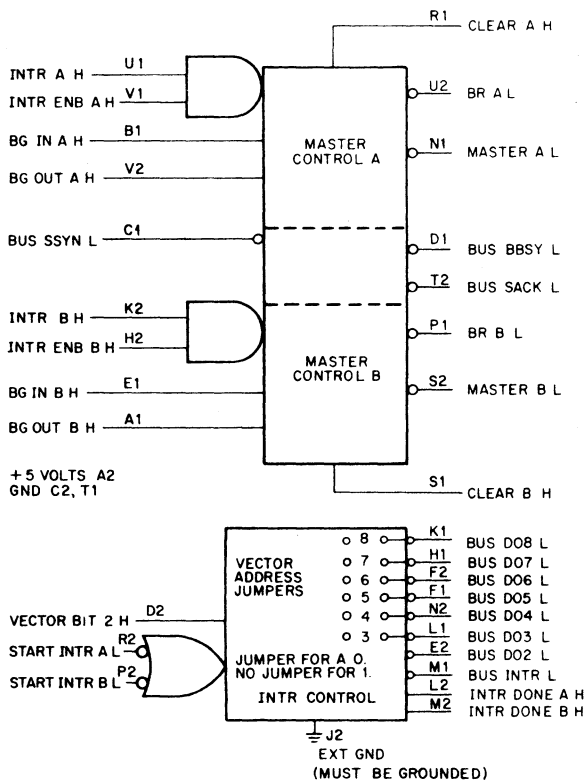 R1 CLEAR A H
INTR A H U1
INTR ENB A H V1
U2 BR A L
BG IN A H B1
MASTER
CONTROL A
N1 MASTER A L
BG OUT A H V2
BUS SSYN L C1
D1 BUS BBSY L
T2 BUS SACK L
INTR B H K2
INTR ENB B H H2
P1 BR B L
MASTER
CONTROL B
BG IN B H E1
S2 MASTER B L
BG OUT B H A1
+5 VOLTS A2
GND C2, T1
S1 CLEAR B H
VECTOR
ADDRESS
JUMPERS
8 K1 BUS D08 L
7 H1 BUS D07 L
6 F2 BUS D06 L
5 F1 BUS D05 L
4 N2 BUS D04 L
3 L1 BUS D03 L
E2 BUS D02 L
M1 BUS INTR L
L2 INTR DONE A H
M2 INTR DONE B H
VECTOR BIT 2 H D2
START INTR A L R2
START INTR B L P2
JUMPER FOR A 0.
NO JUMPER FOR 1.
INTR CONTROL
J2
EXT GND
(MUST BE GROUNDED)